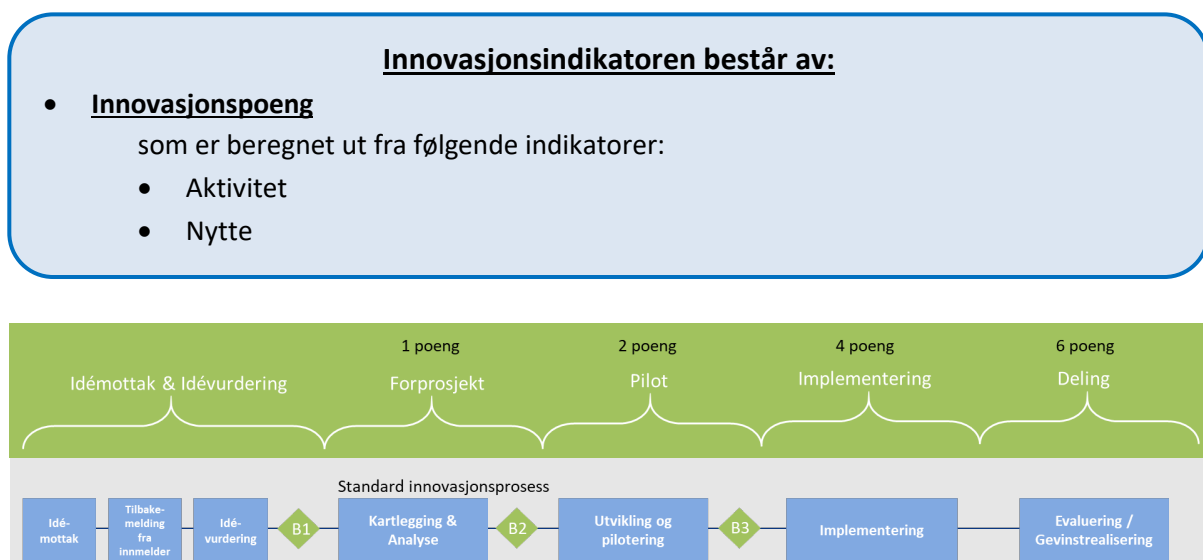 Innovasjonsindikatoren består av:
• Innovasjonspoeng
som er beregnet ut fra følgende indikatorer:
• Aktivitet
• Nytte
1 poeng
2 poeng
4 poeng
6 poeng
Idémottak & Idévurdering
Forprosjekt
Pilot
Implementering
Deling
Standard innovasjonsprosess
Idé-
mottak
Tilbake-
melding
fra
innmelder
Idé-
vurdering
B1
Kartlegging &
Analyse
B2
Utvikling og
pilotering
B3
Implementering
Evaluering /
Gevinstrealisering